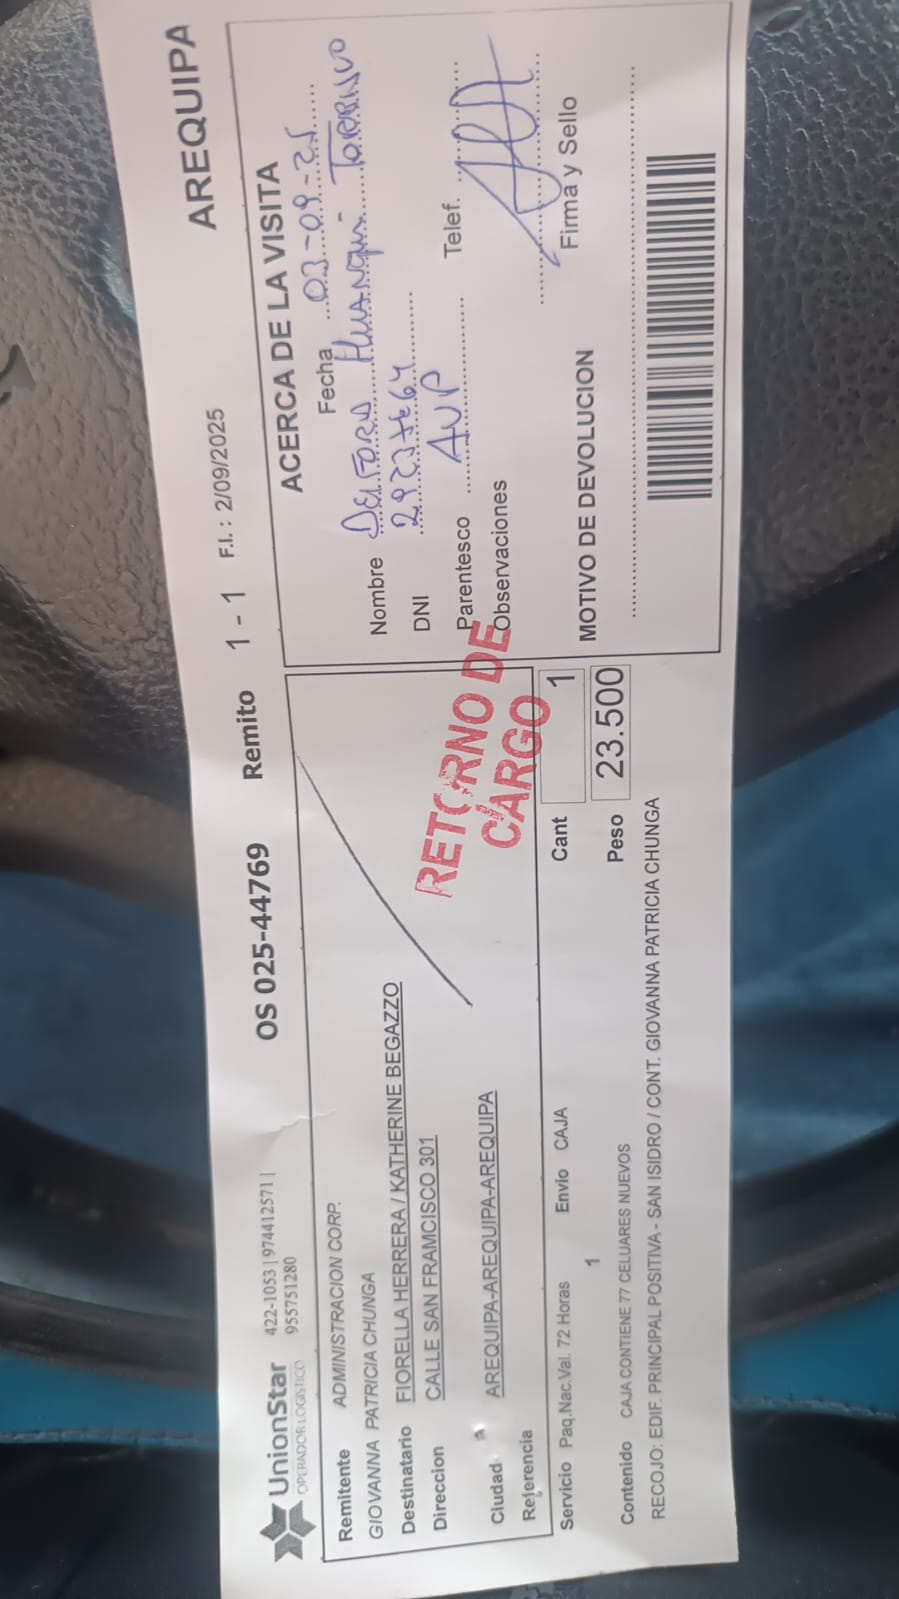 UnionStar
OPERADOR LOGISTICO
422-1053 | 974412571 |
955751280
OS 025-44769 Remito 1 - 1 F.I. : 2/09/2025 AREQUIPA
Remitente ADMINISTRACION CORP.
GIOVANNA PATRICIA CHUNGA
Destinatario FIORELLA HERRERA / KATHERINE BEGAZZO
Direccion CALLE SAN FRAMCISCO 301
Ciudad AREQUIPA-AREQUIPA-AREQUIPA
Referencia
RETORNO DE
CARGO
Servicio Paq.Nac.Val. 72 Horas Envío CAJA Cant 1
1
Contenido CAJA CONTIENE 77 CELUARES NUEVOS Peso 23.500
RECOJO: EDIF. PRINCIPAL POSITIVA - SAN ISIDRO / CONT. GIOVANNA PATRICIA CHUNGA
ACERCA DE LA VISITA
Fecha 03-09-25
Nombre Huanqui Torrico
DNI
Parentesco AVP Telef.
Observaciones
Firma y Sello
MOTIVO DE DEVOLUCION